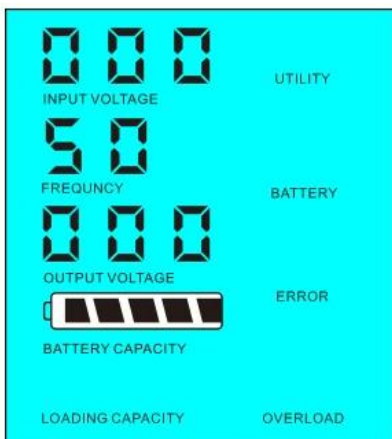 000
UTILITY
INPUT VOLTAGE
50
FREQUNCY
BATTERY
000
OUTPUT VOLTAGE
ERROR
BATTERY CAPACITY
LOADING CAPACITY
OVERLOAD